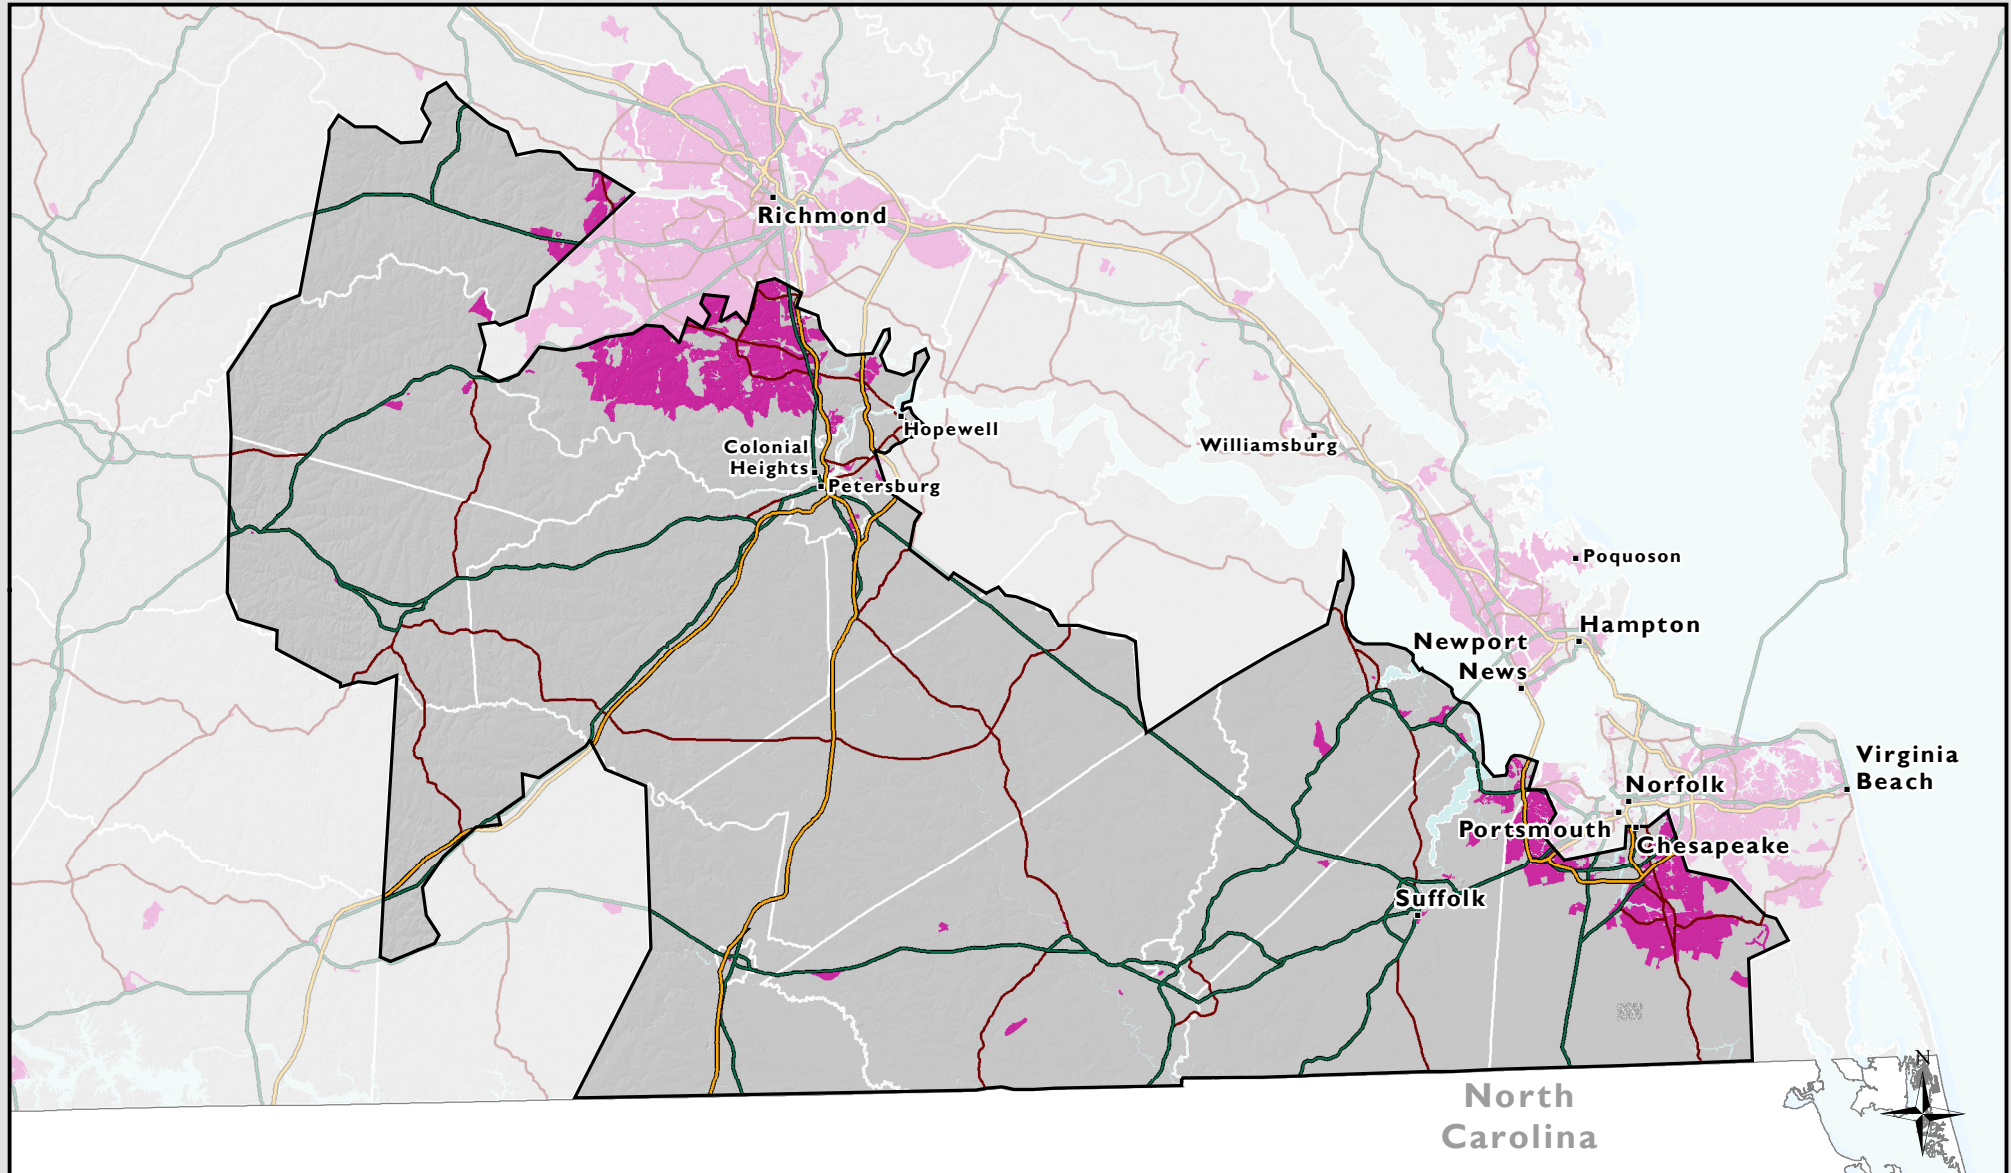 Richmond
Hopewell
Colonial
Heights
Petersburg
Williamsburg
Poquoson
Hampton
Newport
News
Virginia
Beach
Norfolk
Portsmouth
Chesapeake
Suffolk
North
Carolina
N